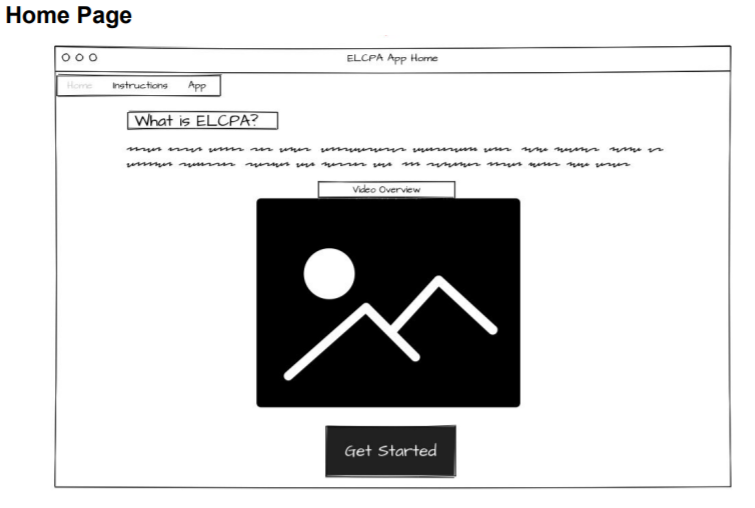 Home Page
ELCPA App Home
Home Instructions App
What is ELCPA?
Video Overview
Get Started